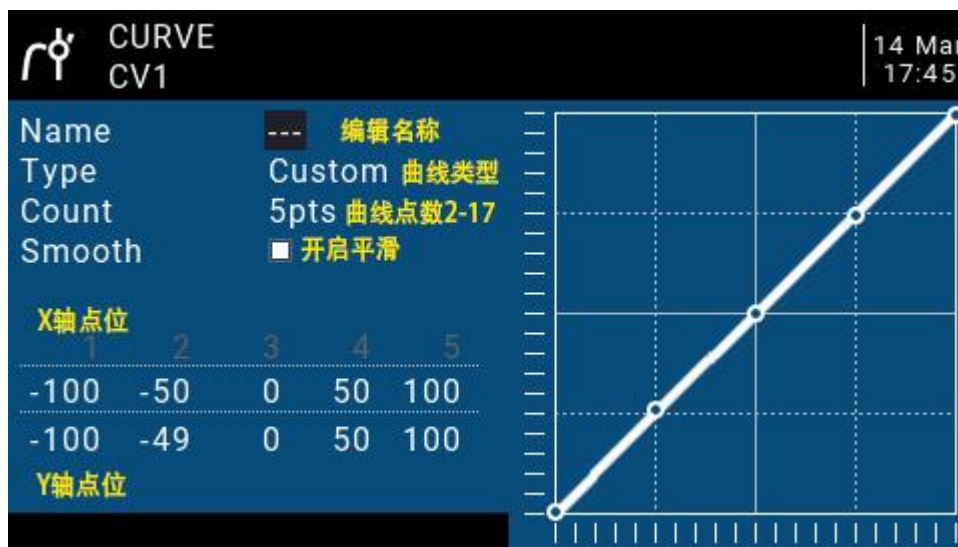 CURVE
CV1
14 Mar
17:45
Name --- 编辑名称
Type Custom 曲线类型
Count 5pts 曲线点数2-17
Smooth 开启平滑
X轴点位
1 2 3 4 5
-100 -50 0 50 100
-100 -49 0 50 100
Y轴点位